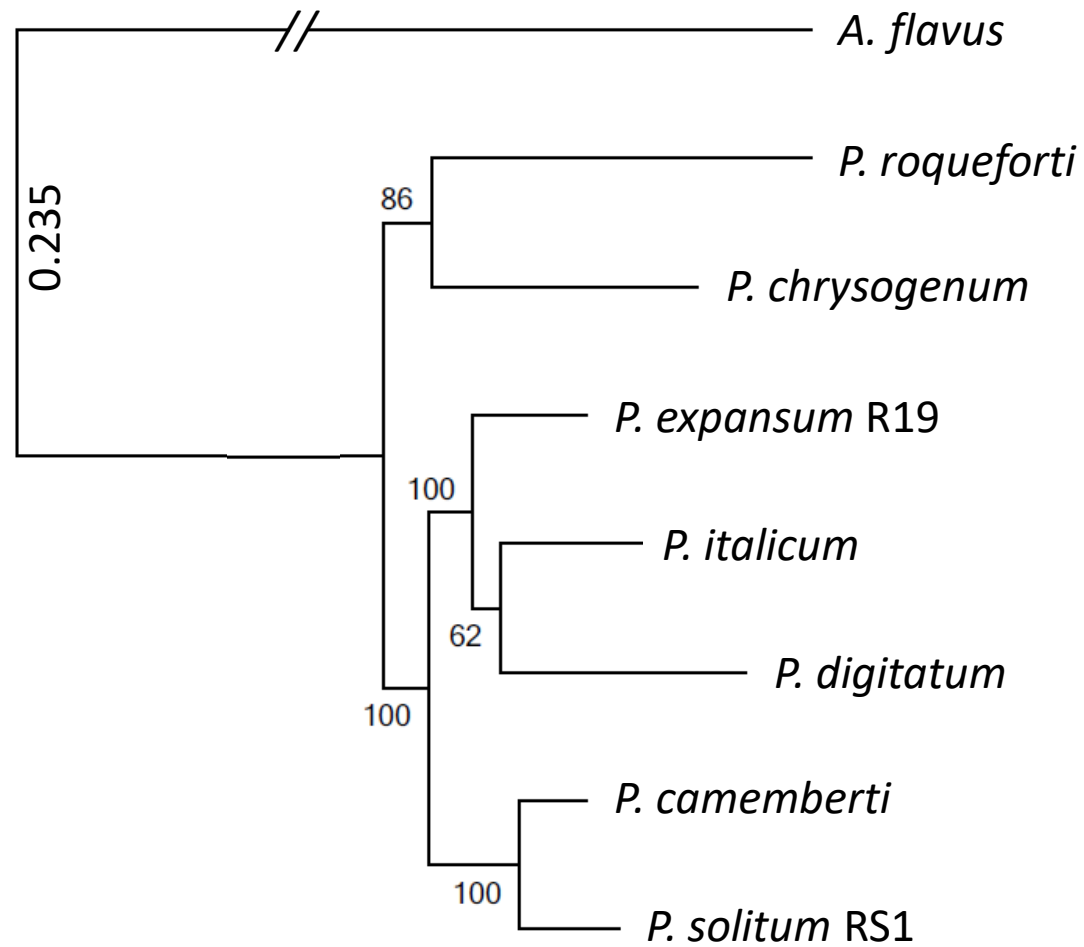 A. flavus
P. roqueforti
86
0.235
P. chrysogenum
P. expansum R19
100
P. italicum
62
P. digitatum
100
P. camemberti
100
P. solitum RS1